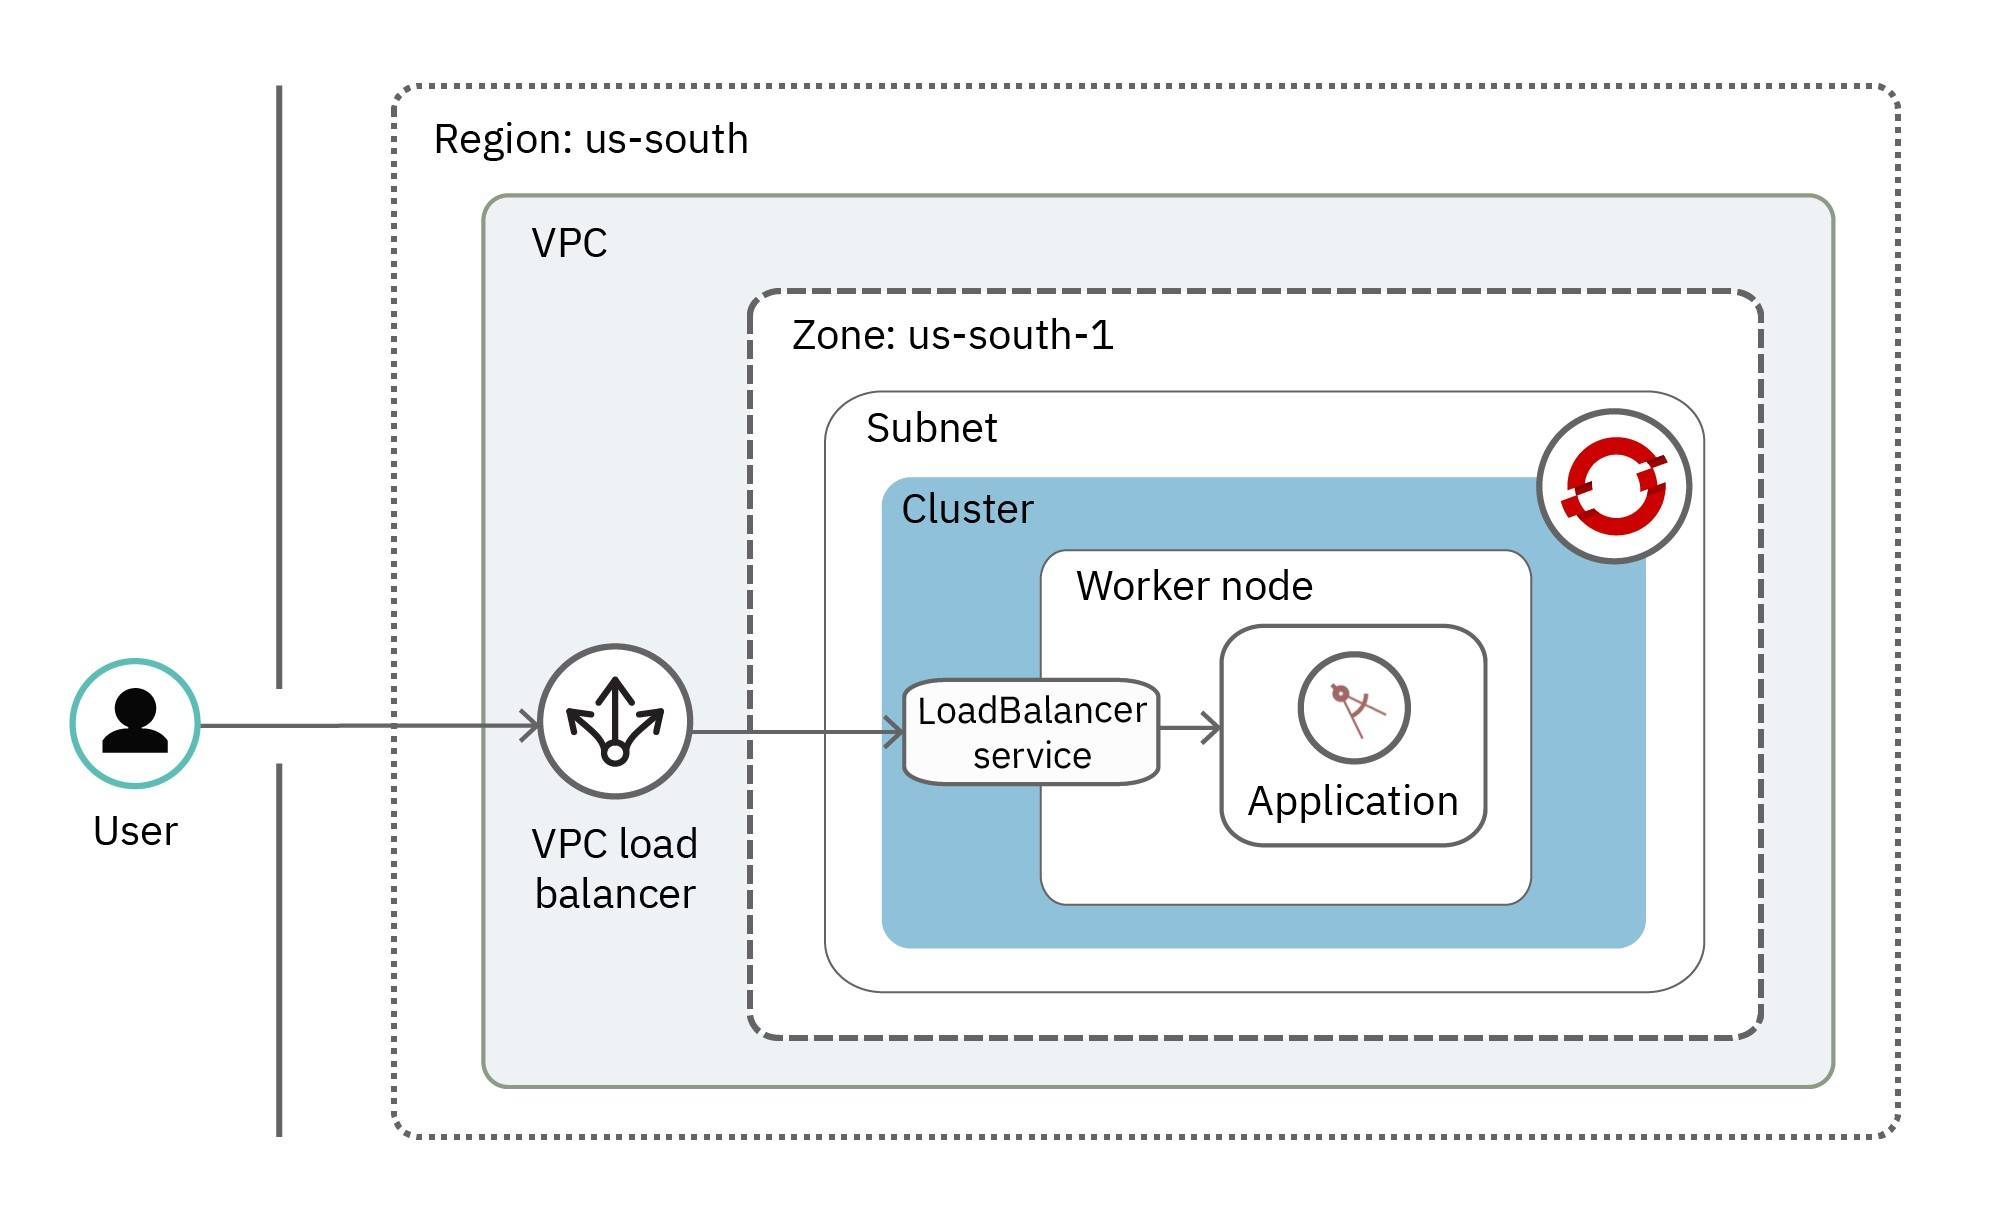 Region: us-south
VPC
Zone: us-south-1
Subnet
Cluster
Worker node
LoadBalancer
service
Application
User
VPC load
balancer